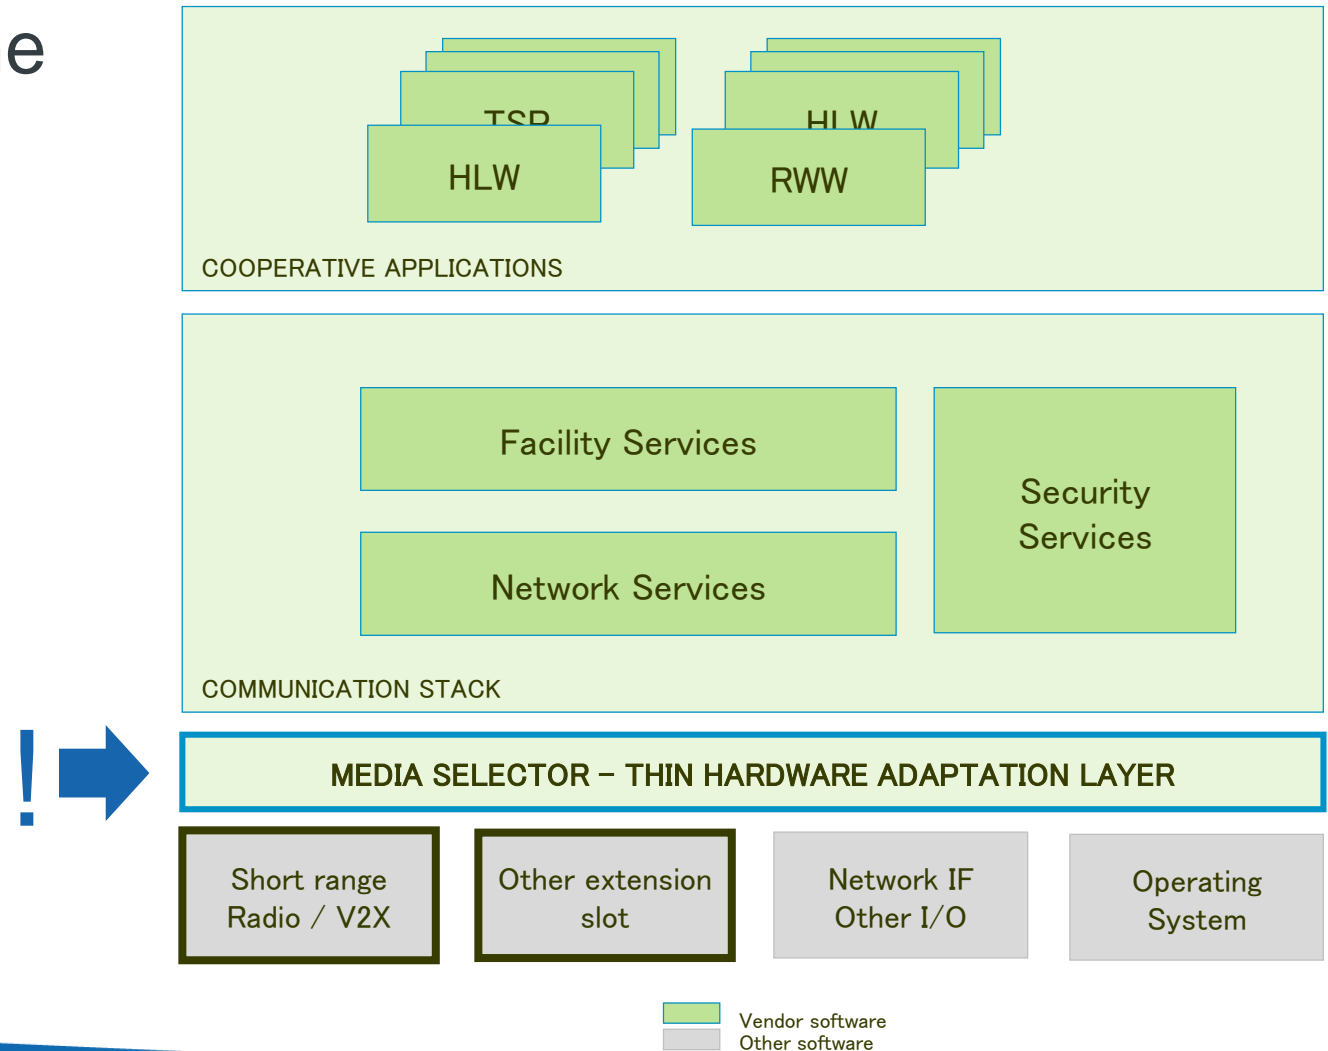 e
TSP
HLW
HLW
RWW
COOPERATIVE APPLICATIONS
Facility Services
Security
Services
Network Services
COMMUNICATION STACK
!
MEDIA SELECTOR – THIN HARDWARE ADAPTATION LAYER
Short range
Radio / V2X
Other extension
slot
Network IF
Other I/O
Operating
System
Vendor software
Other software